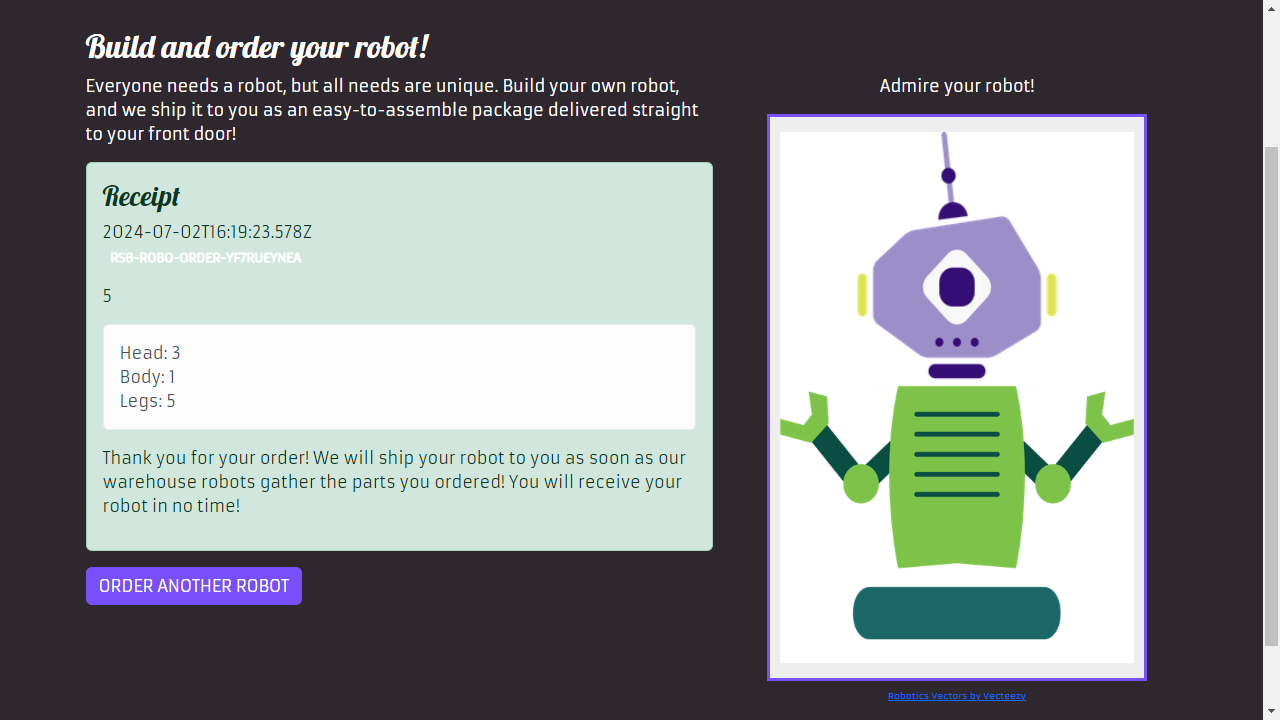 Build and order your robot!
Everyone needs a robot, but all needs are unique. Build your own robot,
and we ship it to you as an easy-to-assemble package delivered straight
to your front door!
Receipt
2024-07-02T16:19:23.578Z
RSB-ROBO-ORDER-YF7RUEYNEA
5
Head: 3
Body: 1
Legs: 5
Thank you for your order! We will ship your robot to you as soon as our
warehouse robots gather the parts you ordered! You will receive your
robot in no time!
ORDER ANOTHER ROBOT
Admire your robot!
Robotics Vectors by Vecteezy